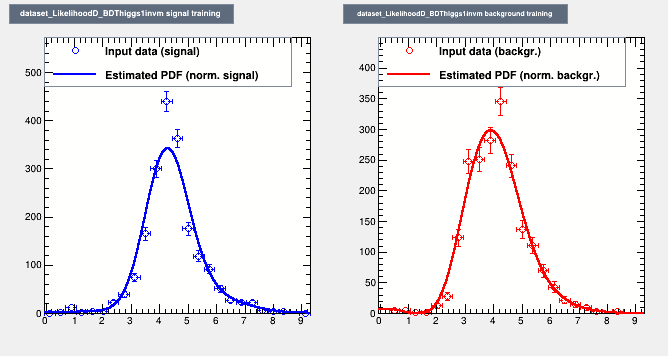 dataset_LikelihoodD_BDThiggs1invm signal training
Input data (signal)
Estimated PDF (norm. signal)
500
400
300
200
100
0
0 1 2 3 4 5 6 7 8 9
dataset_LikelihoodD_BDThiggs1invm background training
Input data (backgr.)
Estimated PDF (norm. backgr.)
400
350
300
250
200
150
100
50
0
0 1 2 3 4 5 6 7 8 9